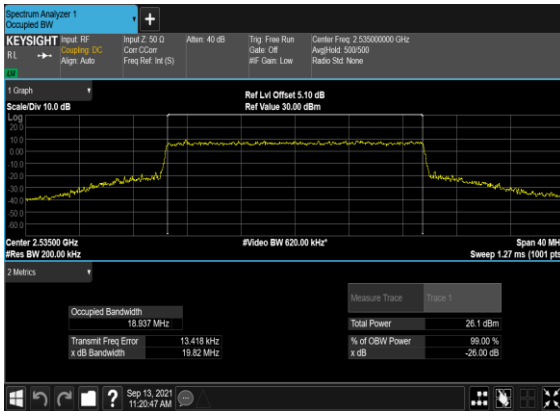 Spectrum Analyzer 1
Occupied BW
+
KEYSIGHT
RL
Input: RF
Coupling: DC
Align: Auto
Input Z: 50 Ω
Corr CCorr
Freq Ref: Int (S)
Atten: 40 dB
Trig: Free Run
Gate: Off
#IF Gain: Low
Center Freq: 2.535000000 GHz
Avg|Hold: 500/500
Radio Std: None
1 Graph
Scale/Div 10.0 dB
Ref Lvl Offset 5.10 dB
Ref Value 30.00 dBm
Log
20.0
10.0
0.00
-10.0
-20.0
-30.0
-40.0
-50.0
-60.0
Center 2.53500 GHz
#Res BW 200.00 kHz
#Video BW 620.00 kHz*
Span 40 MH
Sweep 1.27 ms (1001 pts
2 Metrics
Measure Trace
Trace 1
Occupied Bandwidth
18.937 MHz
Total Power
26.1 dBm
Transmit Freq Error
13.418 kHz
% of OBW Power
99.00 %
x dB Bandwidth
19.82 MHz
x dB
-26.00 dB
?
Sep 13, 2021
11:20:47 AM